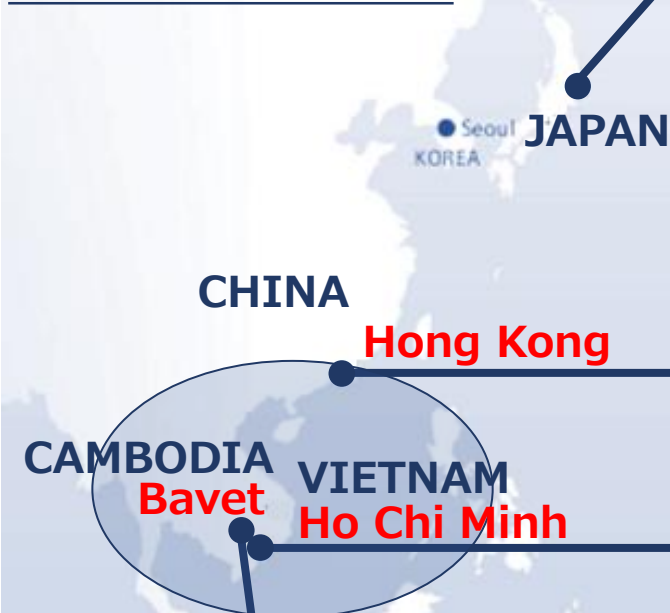 Seoul
JAPAN
KOREA
CHINA
Hong Kong
CAMBODIA
VIETNAM
Bavet
Ho Chi Minh